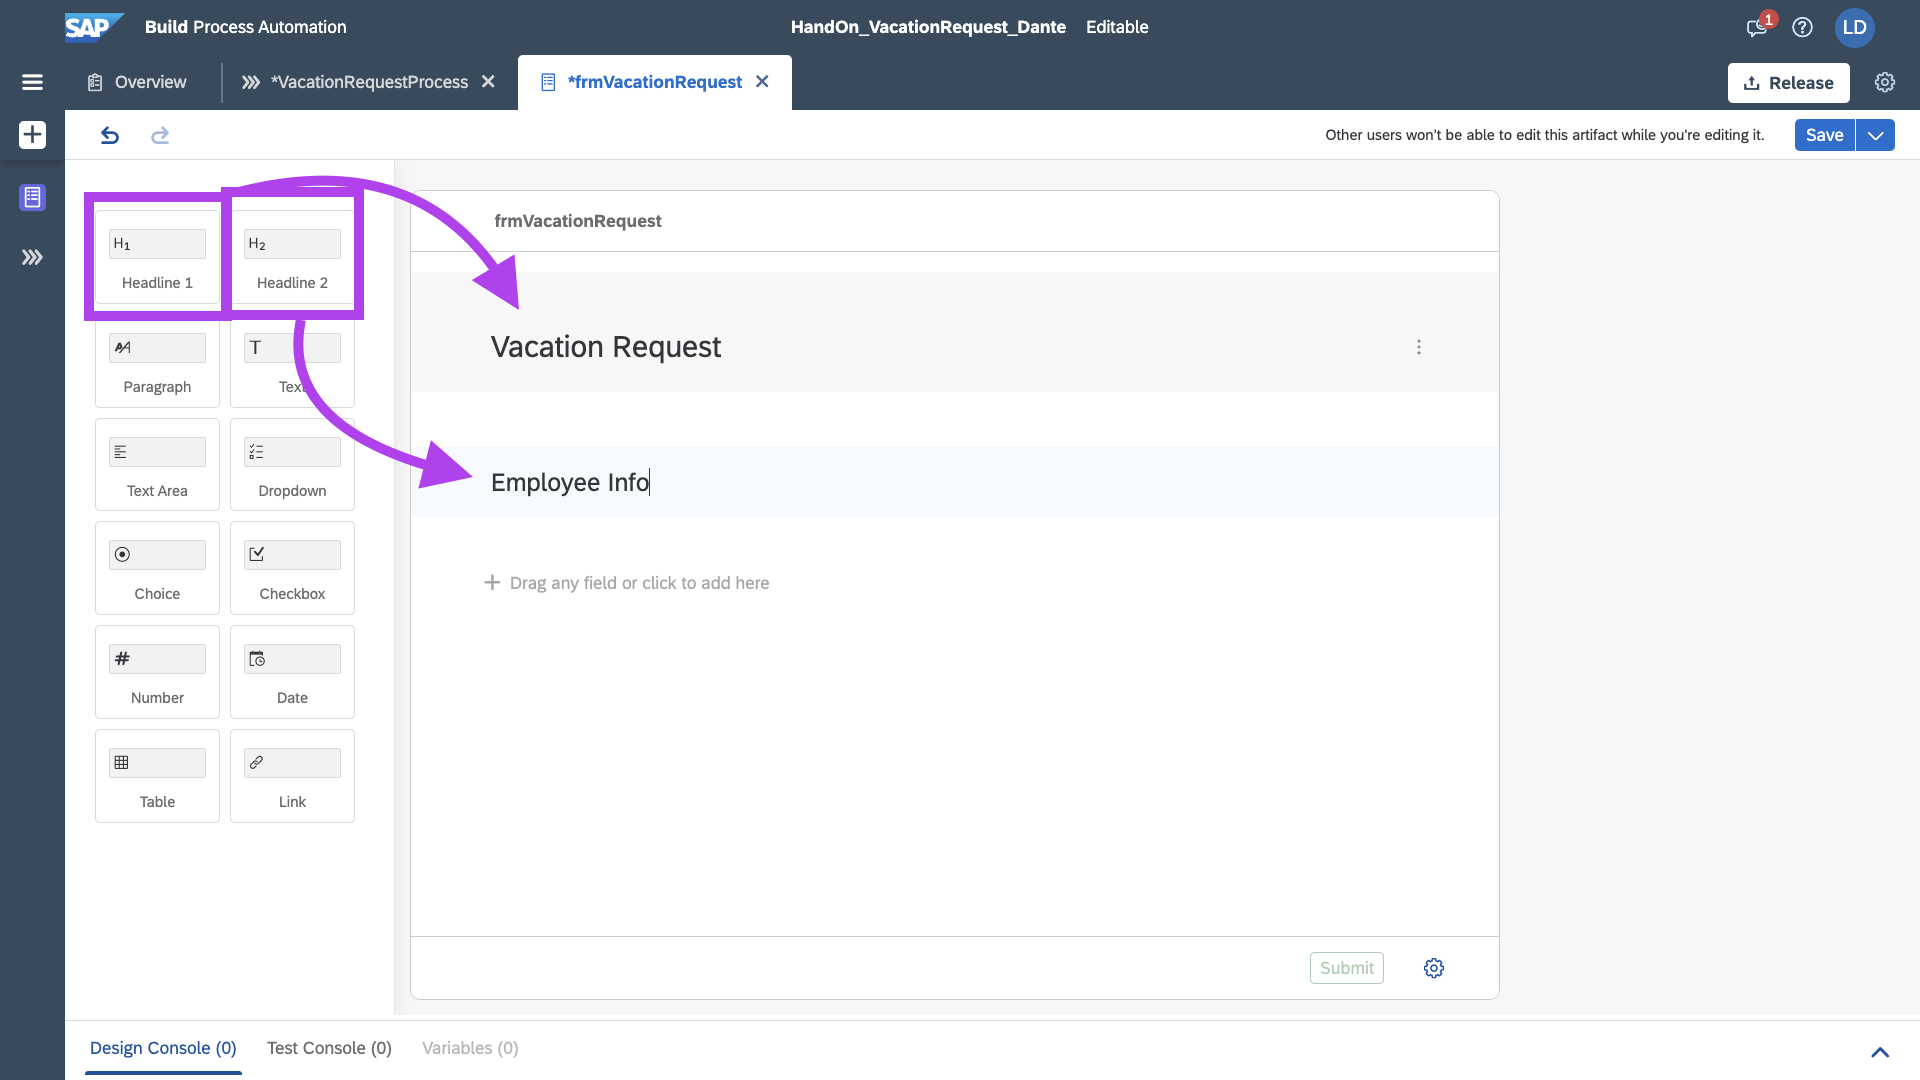 SAP Build Process Automation
HandOn_VacationRequest_Dante Editable
1
LD
Overview
*VacationRequestProcess
*frmVacationRequest
Release
Other users won't be able to edit this artifact while you're editing it.
Save
H1
Headline 1
H2
Headline 2
Paragraph
T
Text
Text Area
Dropdown
Choice
Checkbox
#
Number
Date
Table
Link
frmVacationRequest
Vacation Request
Employee Info
Drag any field or click to add here
Submit
Design Console (0) Test Console (0) Variables (0)